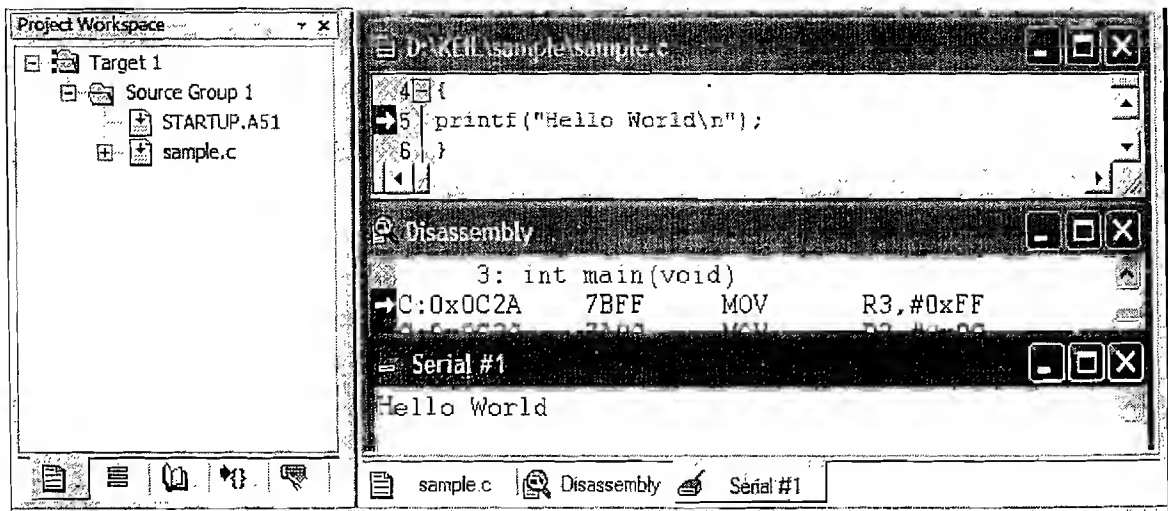 Project Workspace
Target 1
Source Group 1
STARTUP.A51
sample.c
D:\KEIL\sample\sample.c
4 {
5 printf("Hello World\n");
6 }
Disassembly
3: int main(void)
C:0x0C2A 7BFF MOV R3,#0xFF
Serial #1
Hello World
sample.c Disassembly Serial #1